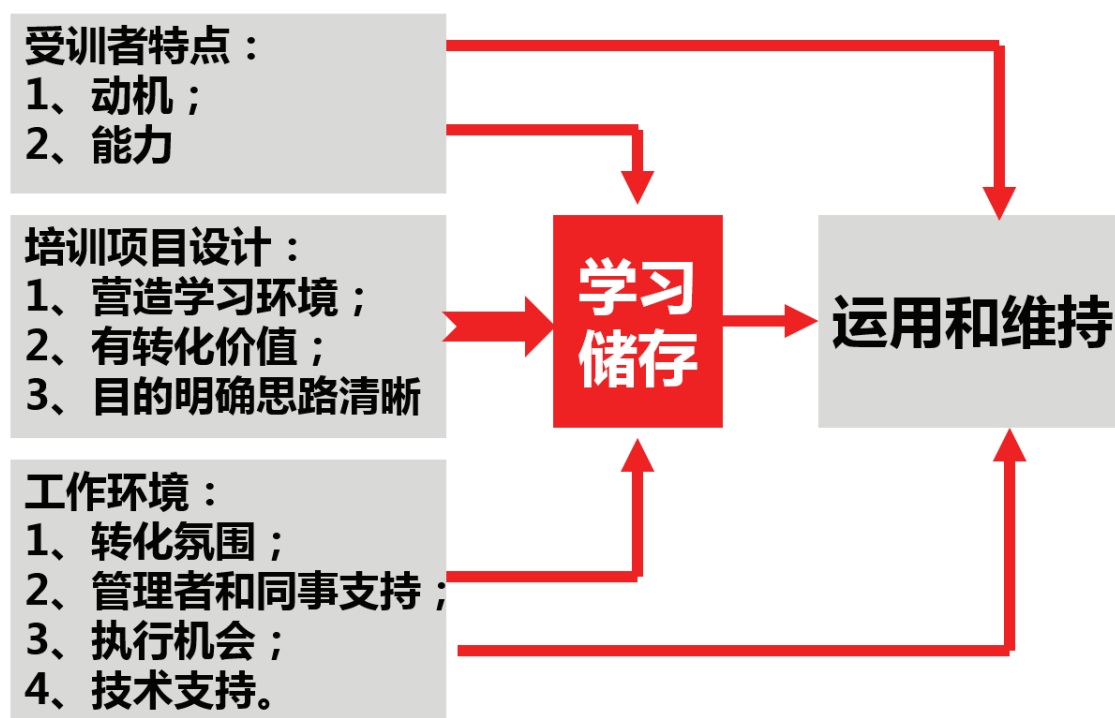 受训者特点：
1、动机；
2、能力
培训项目设计：
1、营造学习环境；
2、有转化价值；
3、目的明确思路清晰
工作环境：
1、转化氛围；
2、管理者和同事支持；
3、执行机会；
4、技术支持。
学习
储存
运用和维持